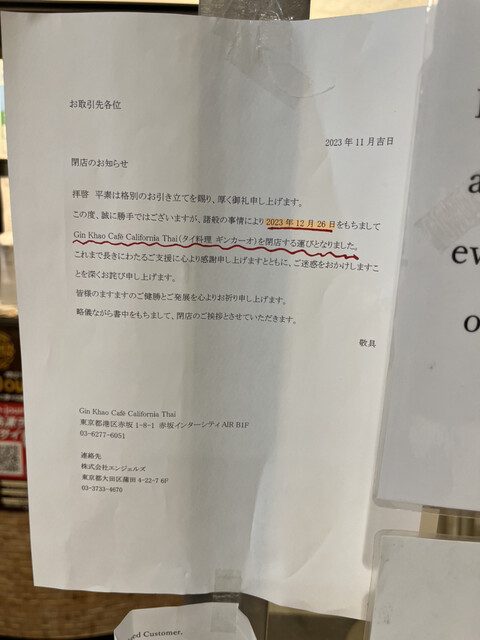 お取引先各位
2023 年 11 月吉日
閉店のお知らせ
拝啓 平素は格別のお引き立てを賜り、厚く御礼申し上げます。
この度、誠に勝手ではございますが、諸般の事情により 2023 年 12 月 26 日をもちまして
Gin Khao Café California Thai(タイ料理 ギンカーオ)を閉店する運びとなりました。
これまで長きにわたるご支援に心より感謝申し上げますとともに、ご迷惑をおかけしますこ
とを深くお詫び申し上げます。
皆様のますますのご健勝とご発展を心よりお祈り申し上げます。
略儀ながら書中をもちまして、閉店のご挨拶とさせていただきます。
敬具
Gin Khao Café California Thai
東京都港区赤坂 1-8-1 赤坂インターシティ AIR B1F
03-6277-6051
連絡先
株式会社エンジェルズ
東京都大田区蒲田 4-22-7 6F
03-3733-4670
Customer,